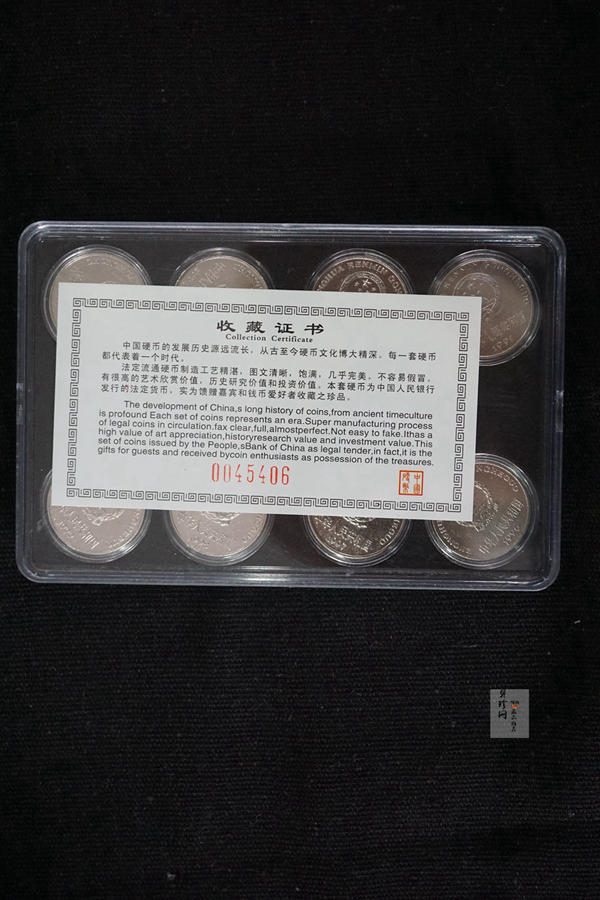 ZHONGHUA RENMIN GONG
1997
收藏证书
Collection Certificate
中国硬币的发展历史源远流长，从古至今硬币文化博大精深。每一套硬币
都代表着一个时代。
法定流通硬币制造工艺精湛，图文清晰，饱满，几乎完美，不容易假冒。
有很高的艺术欣赏价值，历史研究价值和投资价值。本套硬币为中国人民银行
发行的法定货币，实为馈赠嘉宾和钱币爱好者收藏之珍品。
The development of China,s long history of coins,from ancient timeculture
is profound Each set of coins represents an era.Super manufacturing process
of legal coins in circulation.fax clear,full,almostperfect.Not easy to fake.Ithas a
high value of art appreciation,historyresearch value and investment value.This
set of coins issued by the People,sBank of China as legal tender,in fact,it is the
gifts for guests and received bycoin enthusiasts as possession of the treasures.
0045406
1997